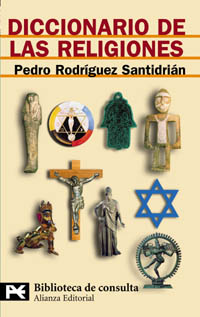 DICCIONARIO DE
LAS RELIGIONES
Pedro Rodríguez Santidrián
Biblioteca de consulta
Alianza Editorial